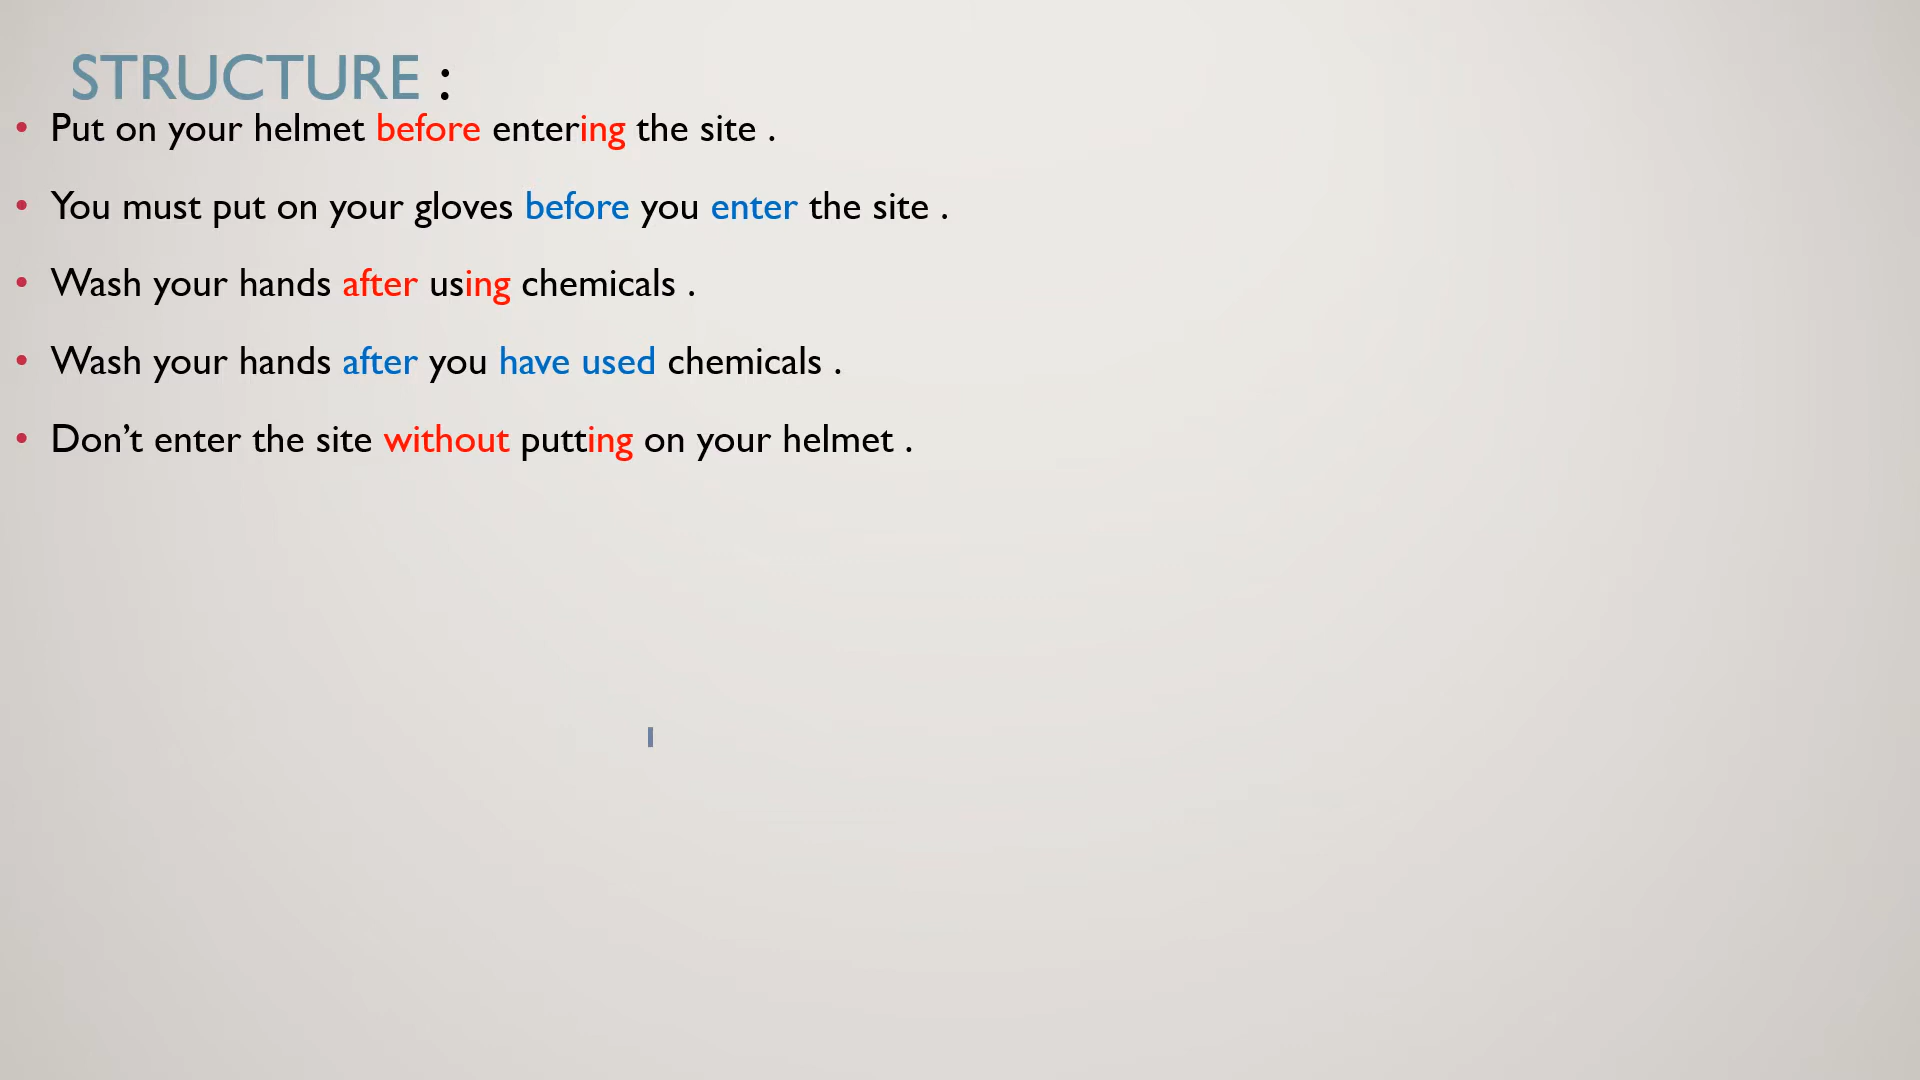 STRUCTURE :
• Put on your helmet before entering the site .
• You must put on your gloves before you enter the site .
• Wash your hands after using chemicals .
• Wash your hands after you have used chemicals .
• Don’t enter the site without putting on your helmet .